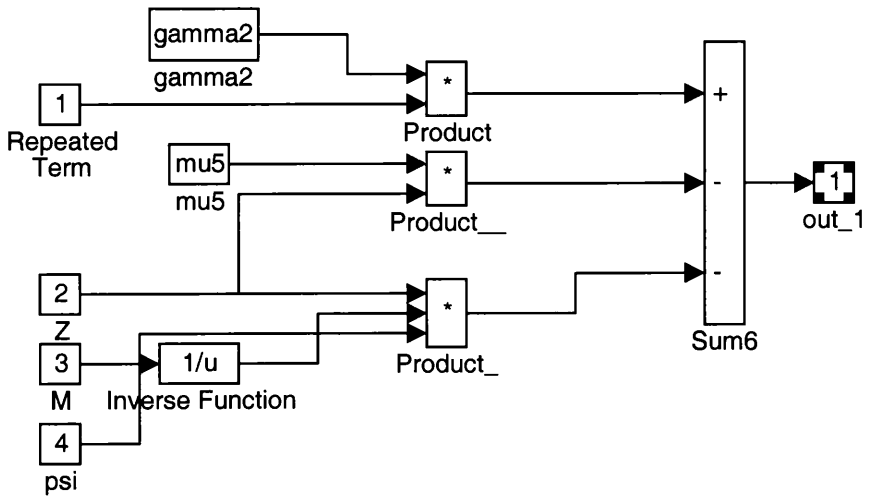 gamma2
gamma2
1
Repeated
Term
*
Product
+
mu5
mu5
*
Product__
-
1
out_1
2
Z
*
Product_
-
Sum6
3
M
1/u
Inverse Function
4
psi